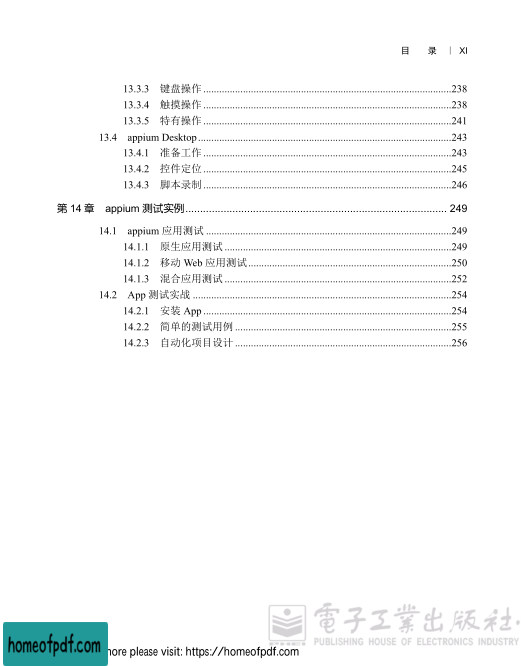 目 录 | XI
13.3.3 键盘操作 238
13.3.4 触摸操作 238
13.3.5 特有操作 241
13.4 appium Desktop 243
13.4.1 准备工作 243
13.4.2 控件定位 245
13.4.3 脚本录制 246
第 14 章 appium 测试实例 249
14.1 appium 应用测试 249
14.1.1 原生应用测试 249
14.1.2 移动 Web 应用测试 250
14.1.3 混合应用测试 252
14.2 App 测试实战 254
14.2.1 安装 App 254
14.2.2 简单的测试用例 255
14.2.3 自动化项目设计 256
電子工業出版社
PUBLISHING HOUSE OF ELECTRONICS INDUSTRY
homeofpdf.com
more please visit: https://homeofpdf.com